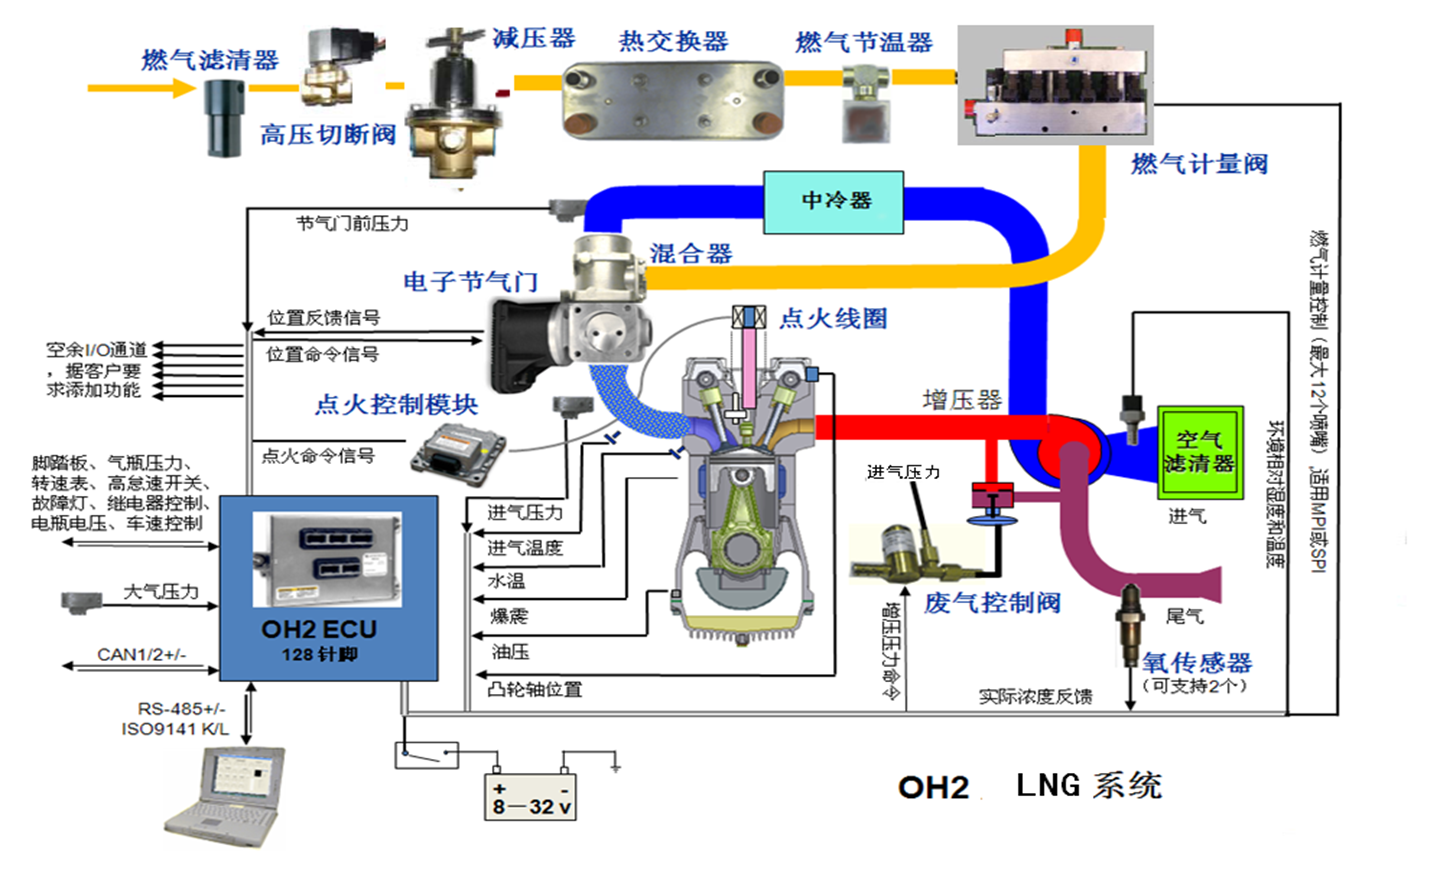 燃气滤清器
高压切断阀
减压器
热交换器
燃气节温器
燃气计量阀
中冷器
节气门前压力
混合器
电子节气门
位置反馈信号
位置命令信号
空余I/O通道
，据客户要
求添加功能
点火线圈
点火控制模块
点火命令信号
增压器
空气
滤清器
进气
进气压力
脚踏板、气瓶压力、
转速表、高怠速开关、
故障灯、继电器控制、
电瓶电压、车速控制
大气压力
CAN1/2+/-
OH2 ECU
128 针脚
RS-485+/-
ISO9141 K/L
进气压力
进气温度
水温
爆震
油压
凸轮轴位置
废气控制阀
增压压力命令
尾气
氧传感器
（可支持2个）
实际浓度反馈
环境相对湿度和温度
燃气计量控制（最大12个喷嘴）,适用MPI或SPI
+ -
8—32 v
OH2 LNG 系统